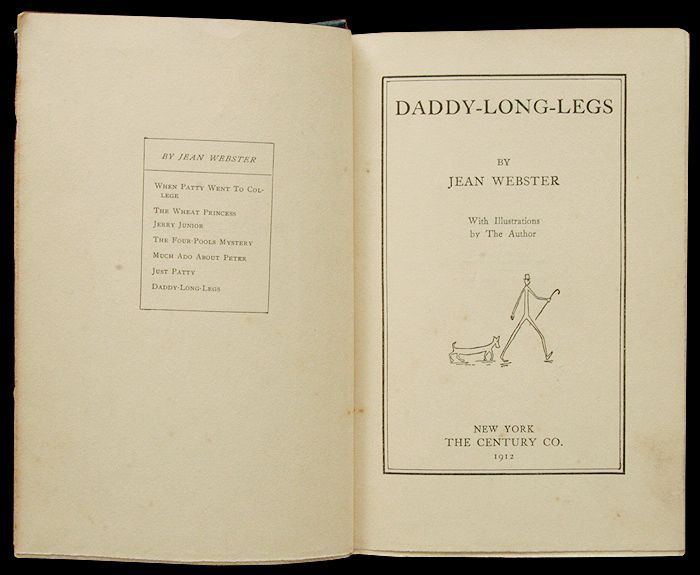 BY JEAN WEBSTER
WHEN PATTY WENT TO COL-
LEGE
THE WHEAT PRINCESS
JERRY JUNIOR
THE FOUR-POOLS MYSTERY
MUCH ADO ABOUT PETER
JUST PATTY
DADDY-LONG-LEGS
DADDY-LONG-LEGS
BY
JEAN WEBSTER
With Illustrations
by The Author
NEW YORK
THE CENTURY CO.
1912